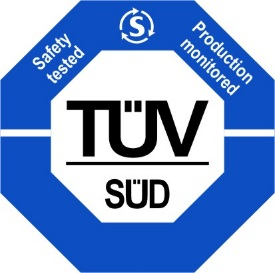 Safety
tested
S
Production
monitored
TÜV
SÜD